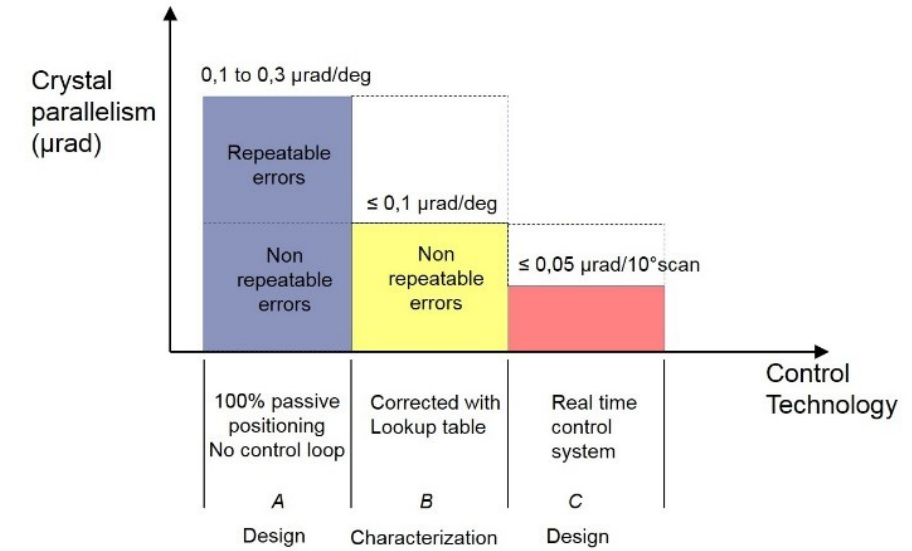 Crystal
parallelism
(µrad)
0,1 to 0,3 µrad/deg
Repeatable
errors
Non
repeatable
errors
≤ 0,1 µrad/deg
Non
repeatable
errors
≤ 0,05 µrad/10°scan
Control
Technology
100% passive
positioning
No control loop
A
Design
Corrected with
Lookup table
B
Characterization
Real time
control
system
C
Design